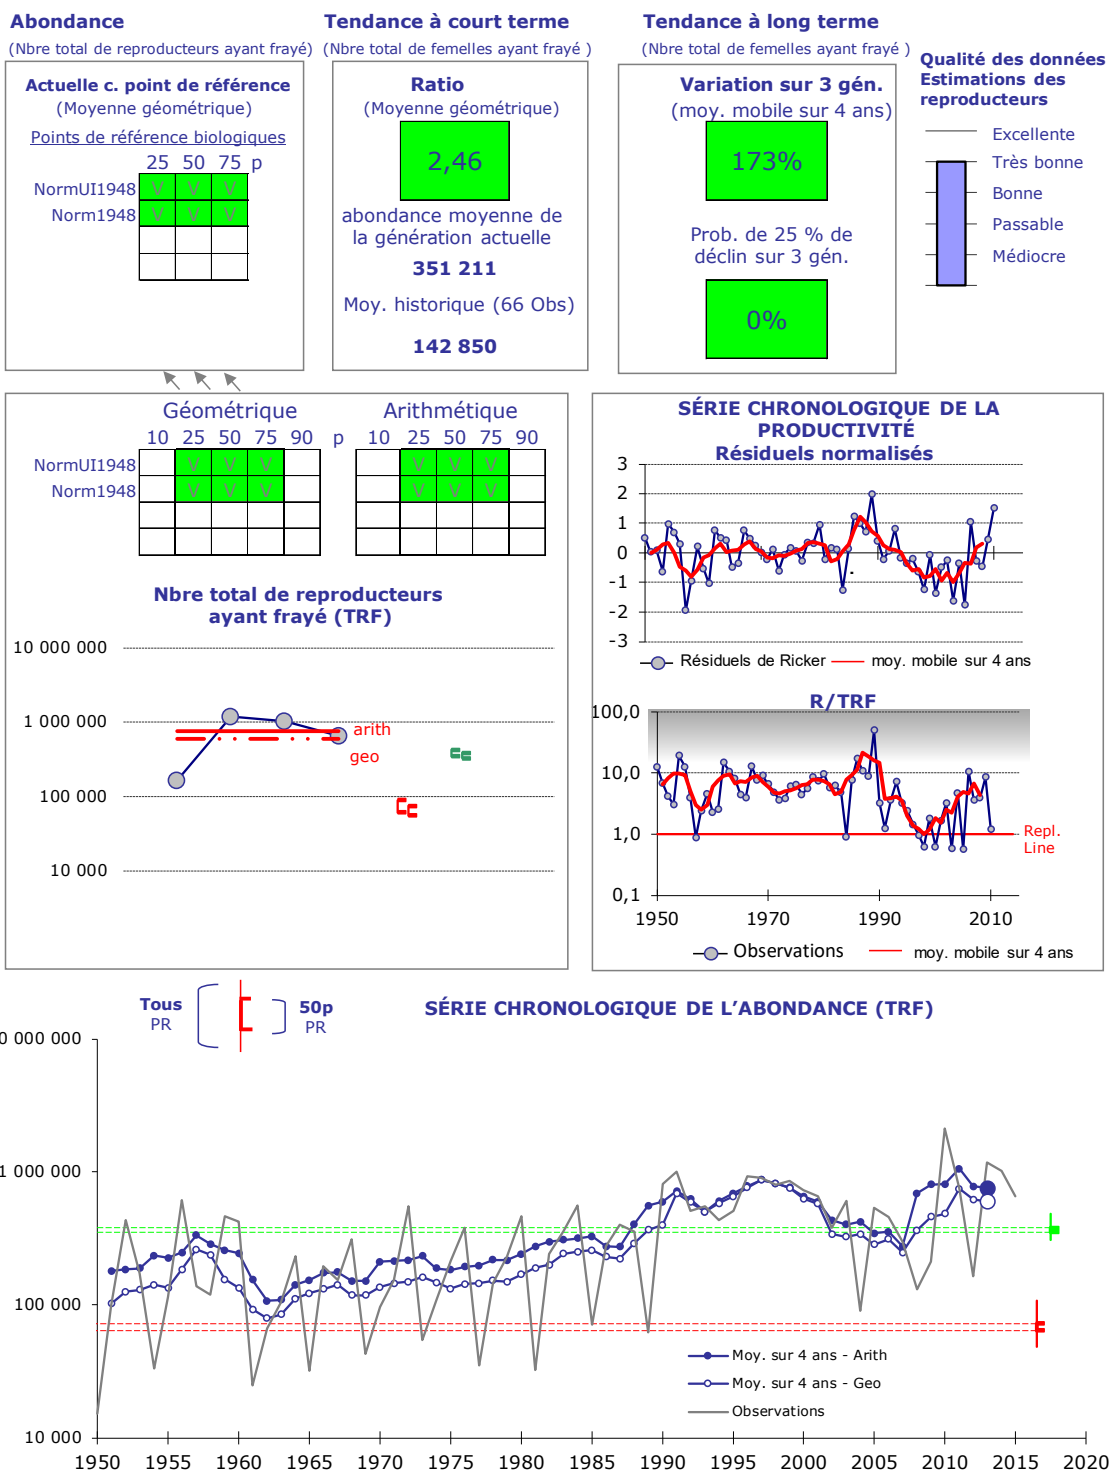 Abondance
(Nbre total de reproducteurs ayant frayé)
Actuelle c. point de référence
(Moyenne géométrique)
Points de référence biologiques
25 50 75 p
NormUI1948 V V V
Norm1948 V V V
Tendance à court terme
(Nbre total de femelles ayant frayé )
Ratio
(Moyenne géométrique)
2,46
abondance moyenne de
la génération actuelle
351 211
Moy. historique (66 Obs)
142 850
Tendance à long terme
(Nbre total de femelles ayant frayé )
Variation sur 3 gén.
(moy. mobile sur 4 ans)
173%
Prob. de 25 % de
déclin sur 3 gén.
0%
Qualité des données
Estimations des
reproducteurs
Excellente
Très bonne
Bonne
Passable
Médiocre
Géométrique Arithmétique
10 25 50 75 90 p 10 25 50 75 90
NormUI1948 V V V V V V
Norm1948 V V V V V V
Nbre total de reproducteurs
ayant frayé (TRF)
10 000 000
1 000 000
100 000
10 000
arith
geo
SÉRIE CHRONOLOGIQUE DE LA
PRODUCTIVITÉ
Résiduels normalisés
3
2
1
0
-1
-2
-3
Résiduels de Ricker moy. mobile sur 4 ans
R/TRF
100,0
10,0
1,0
0,1
Repl.
Line
1950 1970 1990 2010
Observations moy. mobile sur 4 ans
Tous
PR
50p
PR
SÉRIE CHRONOLOGIQUE DE L'ABONDANCE (TRF)
0 000 000
1 000 000
100 000
10 000
Moy. sur 4 ans - Arith
Moy. sur 4 ans - Geo
Observations
1950 1955 1960 1965 1970 1975 1980 1985 1990 1995 2000 2005 2010 2015 2020